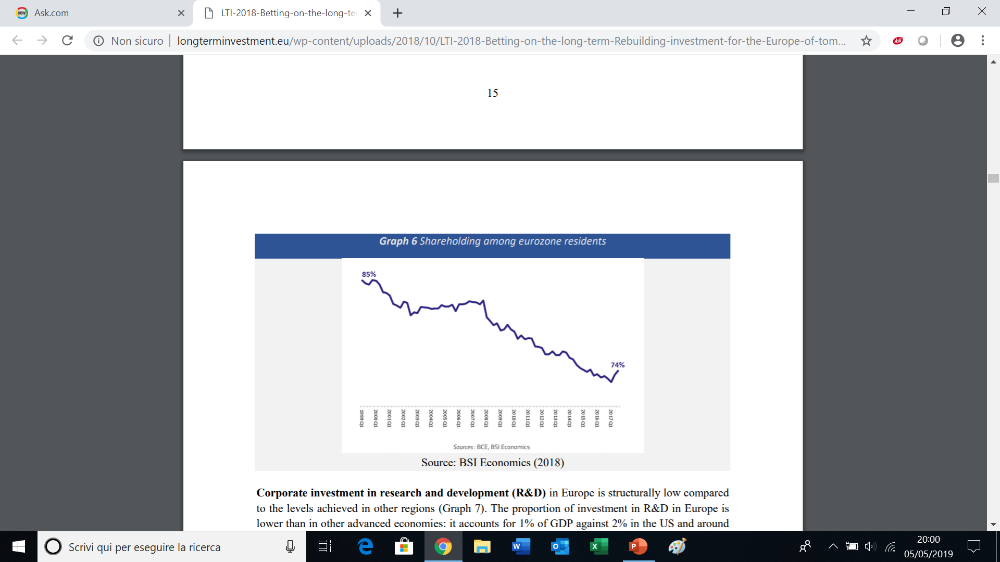 Ask.com
LTI-2018-Betting-on-the-long-te
Non sicuro
longterminvestment.eu/wp-content/uploads/2018/10/LTI-2018-Betting-on-the-long-term-Rebuilding-investment-for-the-Europe-of-tom...
Ask
15
Graph 6 Shareholding among eurozone residents
85%
74%
1999 Q1
2000 Q1
2001 Q1
2002 Q1
2003 Q1
2004 Q1
2005 Q1
2006 Q1
2007 Q1
2008 Q1
2009 Q1
2010 Q1
2011 Q1
2012 Q1
2013 Q1
2014 Q1
2015 Q1
2016 Q1
2017 Q1
Sources : BCE, BSI Economics
Source: BSI Economics (2018)
Corporate investment in research and development (R&D) in Europe is structurally low compared
to the levels achieved in other regions (Graph 7). The proportion of investment in R&D in Europe is
lower than in other advanced economies: it accounts for 1% of GDP against 2% in the US and around
Scrivi qui per eseguire la ricerca
20:00
05/05/2019